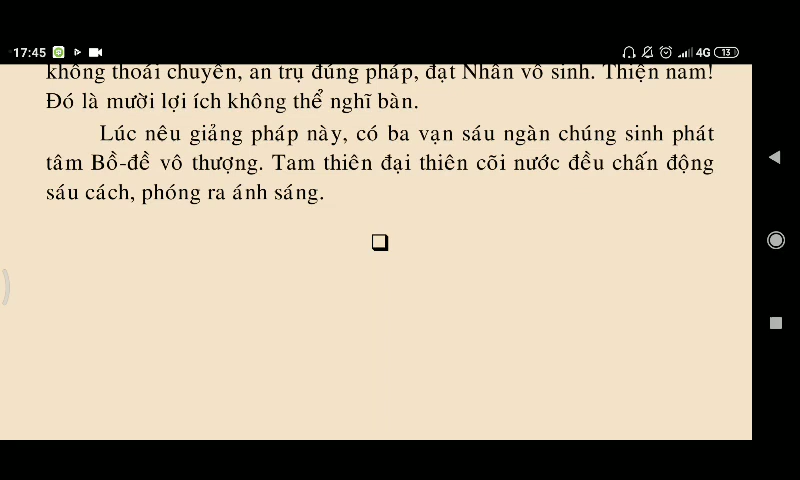 17:45 4G 13
không thoái chuyển, an trụ đúng pháp, đạt Nhẫn vô sinh. Thiện nam!
Đó là mười lợi ích không thể nghĩ bàn.
Lúc nêu giảng pháp này, có ba vạn sáu ngàn chúng sinh phát
tâm Bồ-đề vô thượng. Tam thiên đại thiên cõi nước đều chấn động
sáu cách, phóng ra ánh sáng.